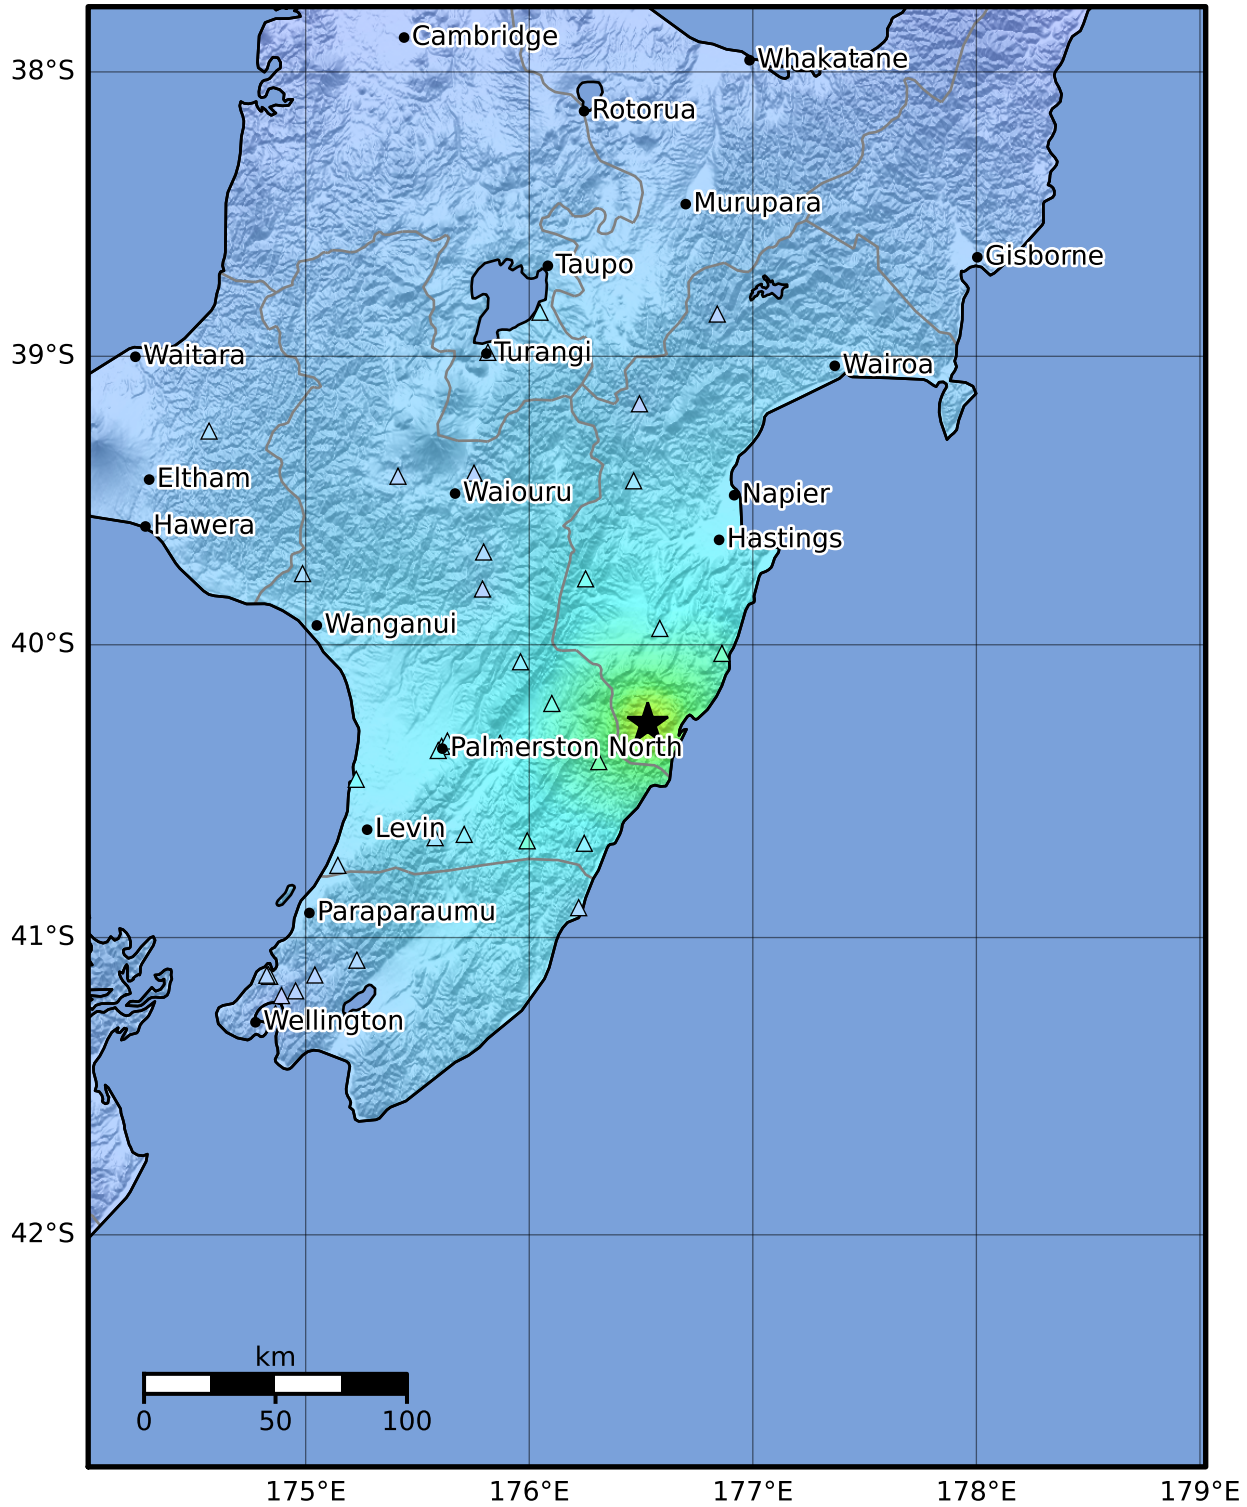 Cambridge
Whakatane
38°S
Rotorua
Murupara
Gisborne
Taupo
Turangi
39°S
Waitara
Wairoa
Eltham
Waiouru
Napier
Hawera
Hastings
Wanganui
40°S
Palmerston North
Levin
Paraparaumu
41°S
Wellington
42°S
km
0 50 100
175°E 176°E 177°E 178°E 179°E